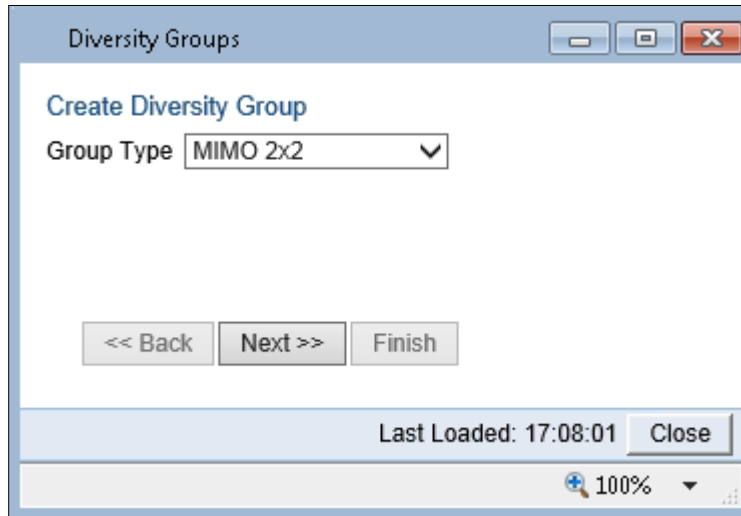 Diversity Groups
Create Diversity Group
Group Type MIMO 2x2
<< Back Next >> Finish
Last Loaded: 17:08:01 Close
100%